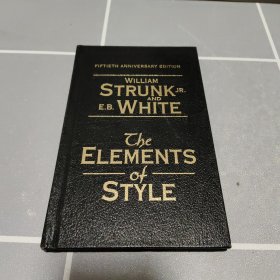 FIFTIETH ANNIVERSARY EDITION
WILLIAM
STRUNK JR.
AND
E.B. WHITE
The
ELEMENTS
of
STYLE